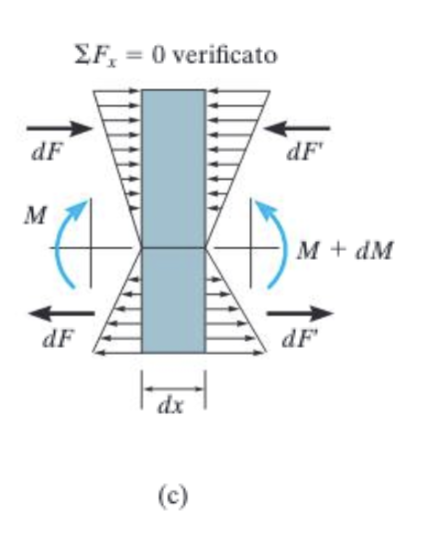 ΣFx = 0 verificato
dF
dF'
M
M + dM
dF
dF'
dx
(c)